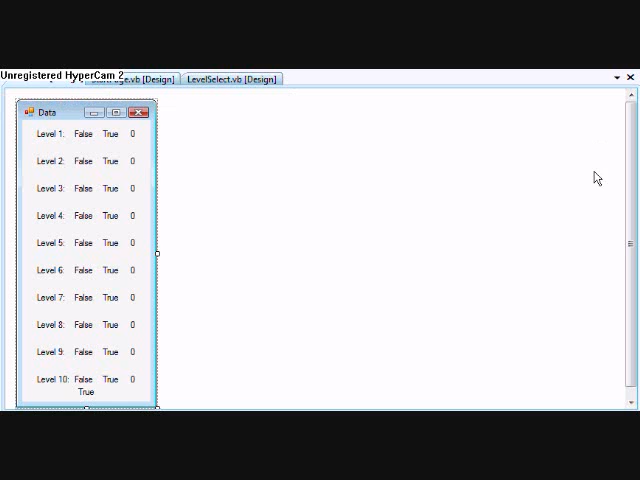 Unregistered HyperCam 2
Page.vb [Design] LevelSelect.vb [Design]
Data
Level 1: False True 0
Level 2: False True 0
Level 3: False True 0
Level 4: False True 0
Level 5: False True 0
Level 6: False True 0
Level 7: False True 0
Level 8: False True 0
Level 9: False True 0
Level 10: False True 0
True